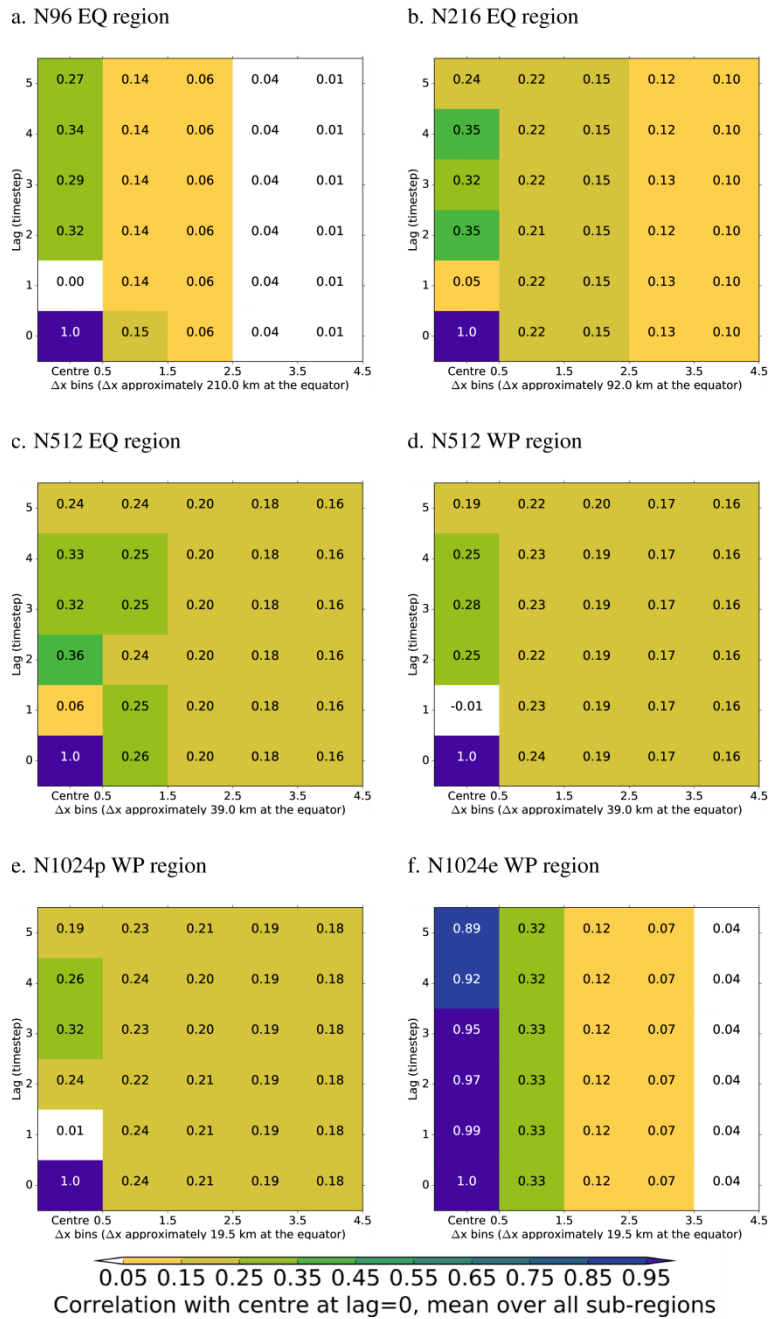 a. N96 EQ region
5 0.27 0.14 0.06 0.04 0.01
4 0.34 0.14 0.06 0.04 0.01
3 0.29 0.14 0.06 0.04 0.01
2 0.32 0.14 0.06 0.04 0.01
1 0.00 0.14 0.06 0.04 0.01
0 1.0 0.15 0.06 0.04 0.01
Lag (timestep)
Centre 0.5 1.5 2.5 3.5 4.5
Δx bins (Δx approximately 210.0 km at the equator)
b. N216 EQ region
5 0.24 0.22 0.15 0.12 0.10
4 0.35 0.22 0.15 0.12 0.10
3 0.32 0.22 0.15 0.13 0.10
2 0.35 0.21 0.15 0.12 0.10
1 0.05 0.22 0.15 0.13 0.10
0 1.0 0.22 0.15 0.13 0.10
Lag (timestep)
Centre 0.5 1.5 2.5 3.5 4.5
Δx bins (Δx approximately 92.0 km at the equator)
c. N512 EQ region
5 0.24 0.24 0.20 0.18 0.16
4 0.33 0.25 0.20 0.18 0.16
3 0.32 0.25 0.20 0.18 0.16
2 0.36 0.24 0.20 0.18 0.16
1 0.06 0.25 0.20 0.18 0.16
0 1.0 0.26 0.20 0.18 0.16
Lag (timestep)
Centre 0.5 1.5 2.5 3.5 4.5
Δx bins (Δx approximately 39.0 km at the equator)
d. N512 WP region
5 0.19 0.22 0.20 0.17 0.16
4 0.25 0.23 0.19 0.17 0.16
3 0.28 0.23 0.19 0.17 0.16
2 0.25 0.22 0.19 0.17 0.16
1 -0.01 0.23 0.19 0.17 0.16
0 1.0 0.24 0.19 0.17 0.16
Lag (timestep)
Centre 0.5 1.5 2.5 3.5 4.5
Δx bins (Δx approximately 39.0 km at the equator)
e. N1024p WP region
5 0.19 0.23 0.21 0.19 0.18
4 0.26 0.24 0.20 0.19 0.18
3 0.32 0.23 0.20 0.19 0.18
2 0.24 0.22 0.21 0.19 0.18
1 0.01 0.24 0.21 0.19 0.18
0 1.0 0.24 0.21 0.19 0.18
Lag (timestep)
Centre 0.5 1.5 2.5 3.5 4.5
Δx bins (Δx approximately 19.5 km at the equator)
f. N1024e WP region
5 0.89 0.32 0.12 0.07 0.04
4 0.92 0.32 0.12 0.07 0.04
3 0.95 0.33 0.12 0.07 0.04
2 0.97 0.33 0.12 0.07 0.04
1 0.99 0.33 0.12 0.07 0.04
0 1.0 0.33 0.12 0.07 0.04
Lag (timestep)
Centre 0.5 1.5 2.5 3.5 4.5
Δx bins (Δx approximately 19.5 km at the equator)
0.05 0.15 0.25 0.35 0.45 0.55 0.65 0.75 0.85 0.95
Correlation with centre at lag=0, mean over all sub-regions